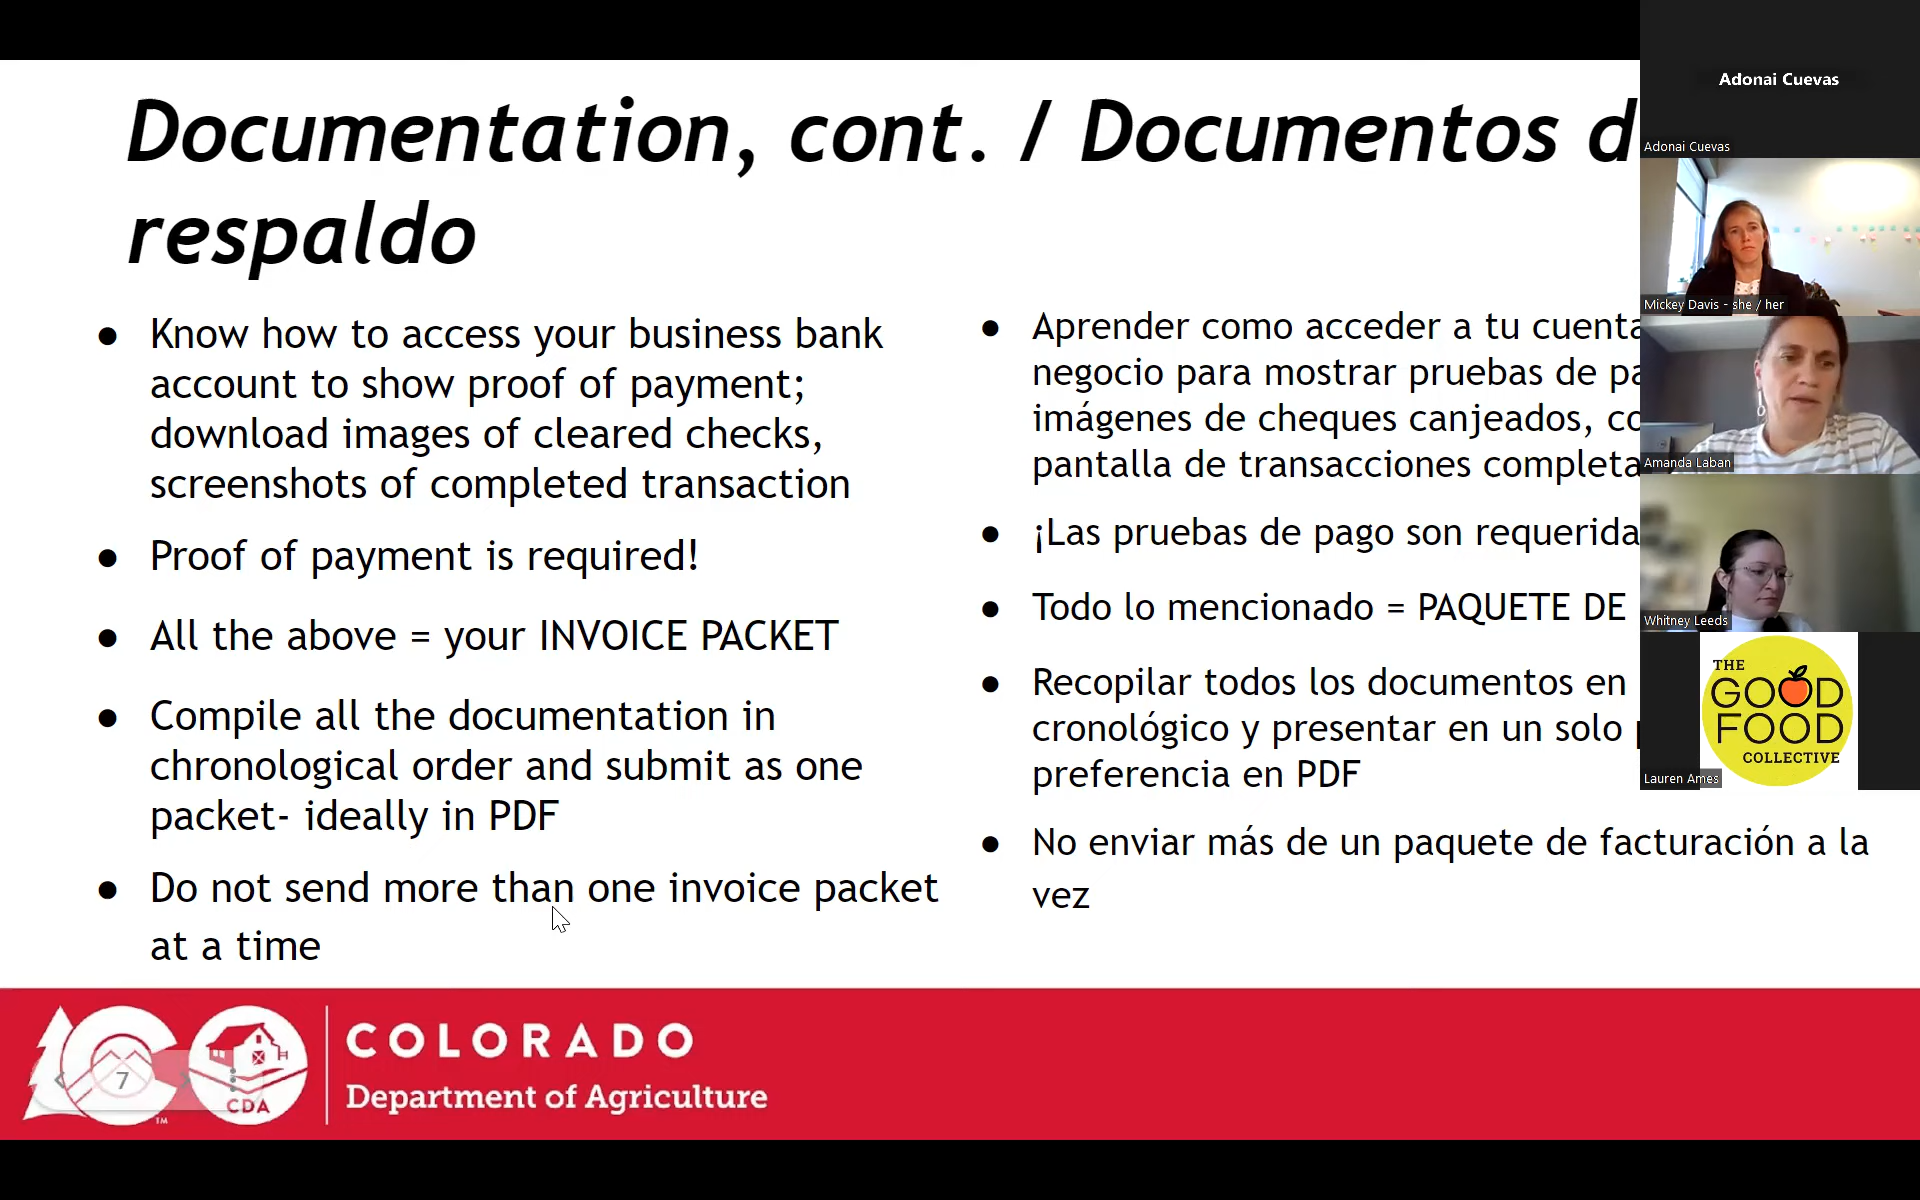 Documentation, cont. / Documentos d
respaldo
● Know how to access your business bank
account to show proof of payment;
download images of cleared checks,
screenshots of completed transaction
● Proof of payment is required!
● All the above = your INVOICE PACKET
● Compile all the documentation in
chronological order and submit as one
packet- ideally in PDF
● Do not send more than one invoice packet
at a time
● Aprender como acceder a tu cuenta
negocio para mostrar pruebas de pa
imágenes de cheques canjeados, co
pantalla de transacciones completa
● ¡Las pruebas de pago son requerida
● Todo lo mencionado = PAQUETE DE
● Recopilar todos los documentos en
cronológico y presentar en un solo
preferencia en PDF
● No enviar más de un paquete de facturación a la
vez
Adonai Cuevas
Adonai Cuevas
Mickey Davis - she / her
Amanda Laban
Whitney Leeds
THE
GOOD
FOOD
COLLECTIVE
Lauren Ames
7
TM
CDA
COLORADO
Department of Agriculture